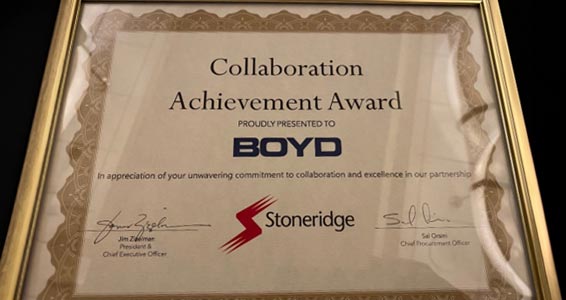 Collaboration
Achievement Award
PROUDLY PRESENTED TO
BOYD
In appreciation of your unwavering commitment to collaboration and excellence in our partnership
Stoneridge
Jim Zizelman
President &
Chief Executive Officer
Sal Orsini
Chief Procurement Officer